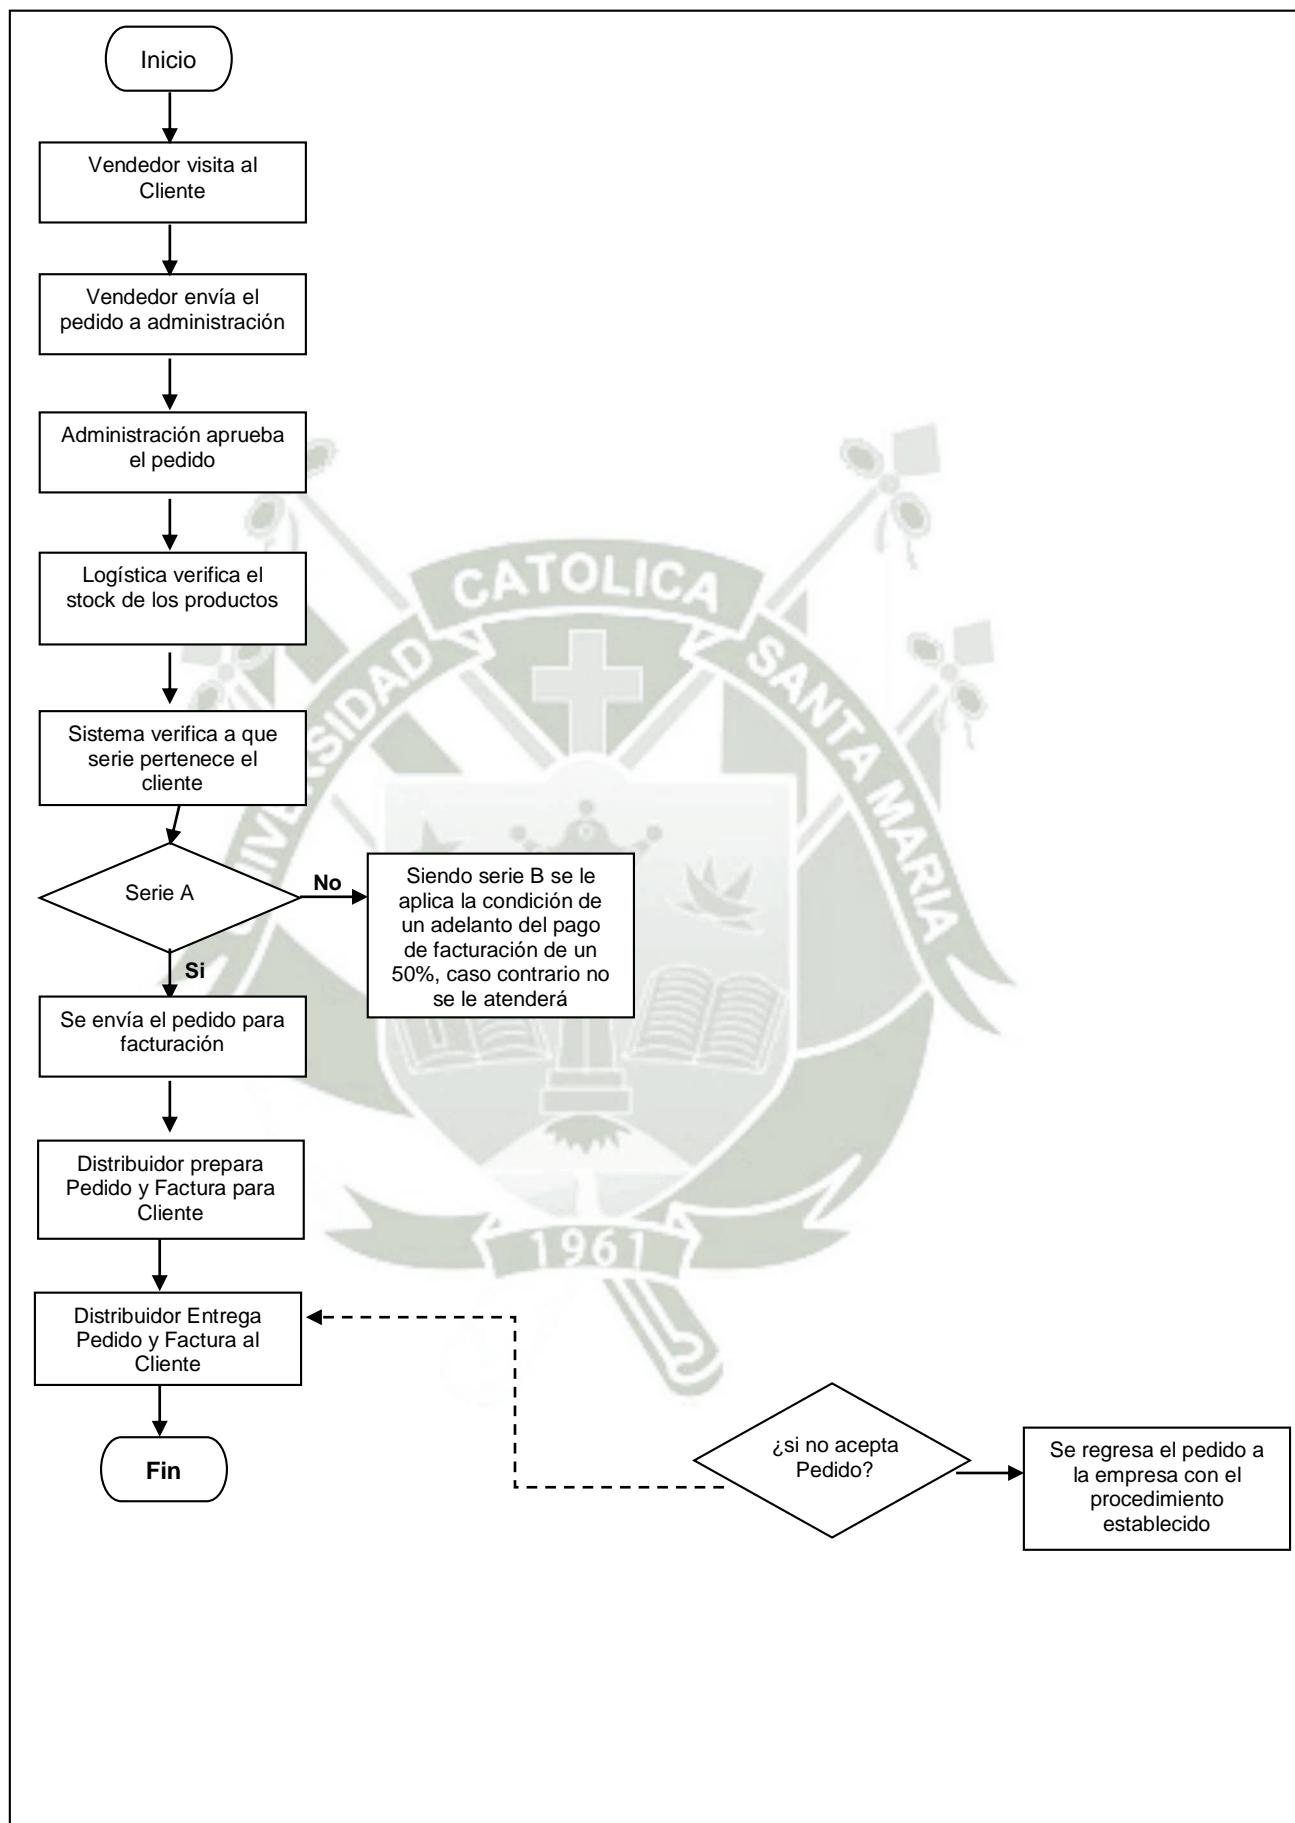 Inicio
Vendedor visita al
Cliente
Vendedor envía el
pedido a administración
Administración aprueba
el pedido
Logística verifica el
stock de los productos
Sistema verifica a que
serie pertenece el
cliente
Serie A
No
Siendo serie B se le
aplica la condición de
un adelanto del pago
de facturación de un
50%, caso contrario no
se le atenderá
Si
Se envía el pedido para
facturación
Distribuidor prepara
Pedido y Factura para
Cliente
Distribuidor Entrega
Pedido y Factura al
Cliente
Fin
¿si no acepta
Pedido?
Se regresa el pedido a
la empresa con el
procedimiento
establecido
UNIVERSIDAD CATOLICA SANTA MARIA
1961